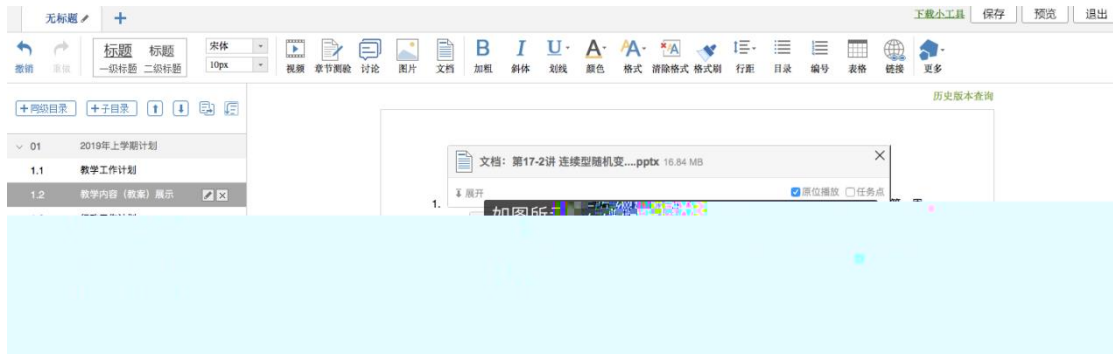 无标题
下载小工具 保存 预览 退出
撤销 重做 标题 一级标题 标题 二级标题 宋体 10px 视频 章节测验 讨论 图片 文档 B 加粗 I 斜体 U 划线 A 颜色 格式 清除格式 格式刷 行距 目录 编号 表格 链接 更多
历史版本查询
+同级目录 +子目录
01 2019年上学期计划
1.1 教学工作计划
1.2 教学内容（教案）展示
文档：第17-2讲 连续型随机变....pptx 16.84 MB
展开 原位播放 任务点
1.
如图所